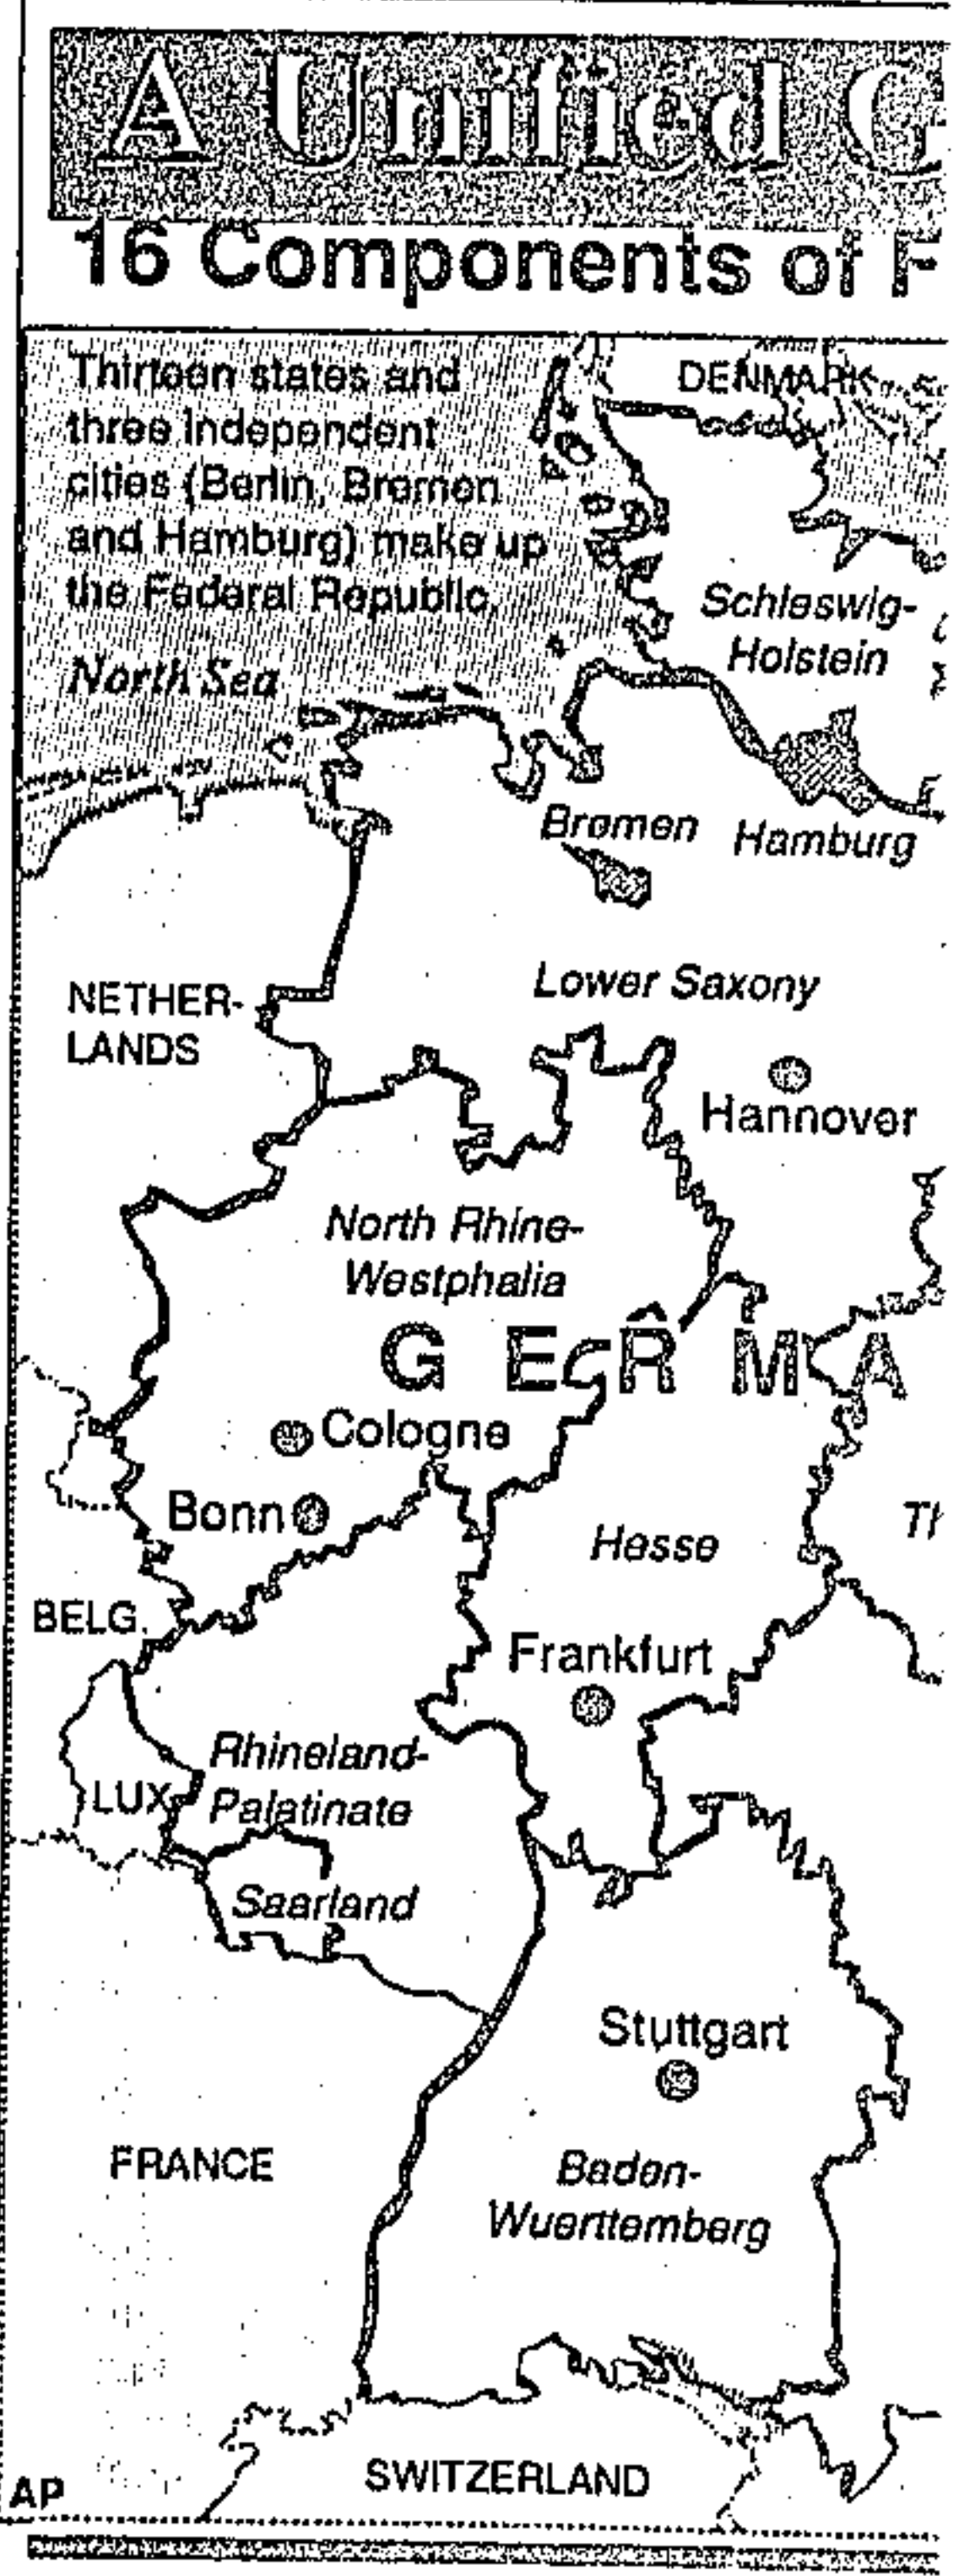 A Unified G
16 Components of F
Thirteen states and
three independent
cities (Berlin, Bremen
and Hamburg) make up
the Federal Republic.
DENMARK
North Sea
Schleswig-
Holstein
Bremen
Hamburg
Lower Saxony
NETHER-
LANDS
Hannover
North Rhine-
Westphalia
G E R M A
Cologne
Bonn
Hesse
Th
BELG.
Frankfurt
Rhineland-
Palatinate
LUX
Saarland
Stuttgart
FRANCE
Baden-
Wuerttemberg
SWITZERLAND
AP